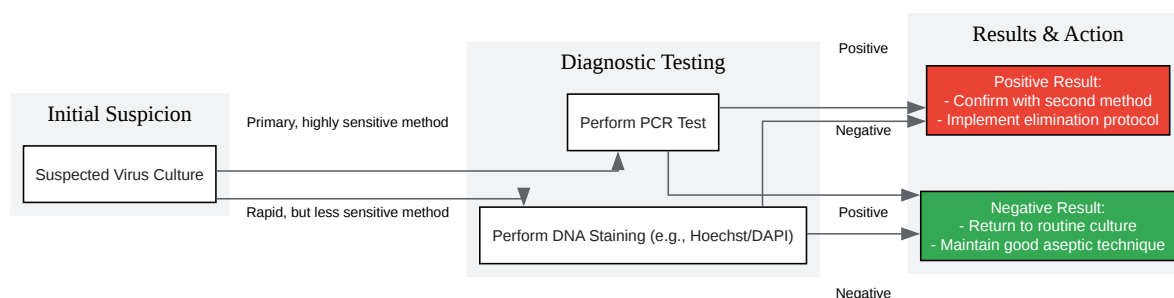 Initial Suspicion
Suspected Virus Culture
Primary, highly sensitive method
Rapid, but less sensitive method
Diagnostic Testing
Perform PCR Test
Perform DNA Staining (e.g., Hoechst/DAPI)
Positive
Negative
Positive
Negative
Results & Action
Positive Result:
- Confirm with second method
- Implement elimination protocol
Negative Result:
- Return to routine culture
- Maintain good aseptic technique